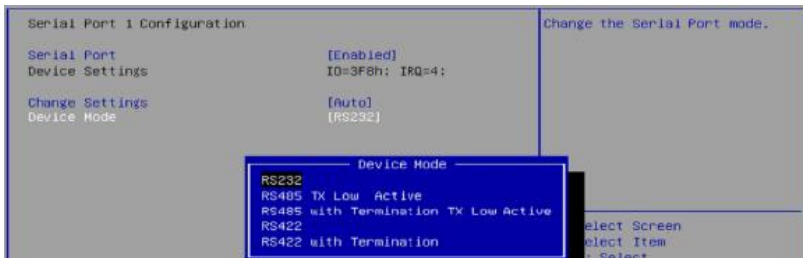 Serial Port 1 Configuration
Change the Serial Port mode.
Serial Port [Enabled]
Device Settings IO=3F8h; IRQ=4;
Change Settings [Auto]
Device Mode [RS232]
Device Mode
RS232
RS485 TX Low Active
RS485 with Termination TX Low Active
RS422
RS422 with Termination
elect Screen
elect Item
: Select